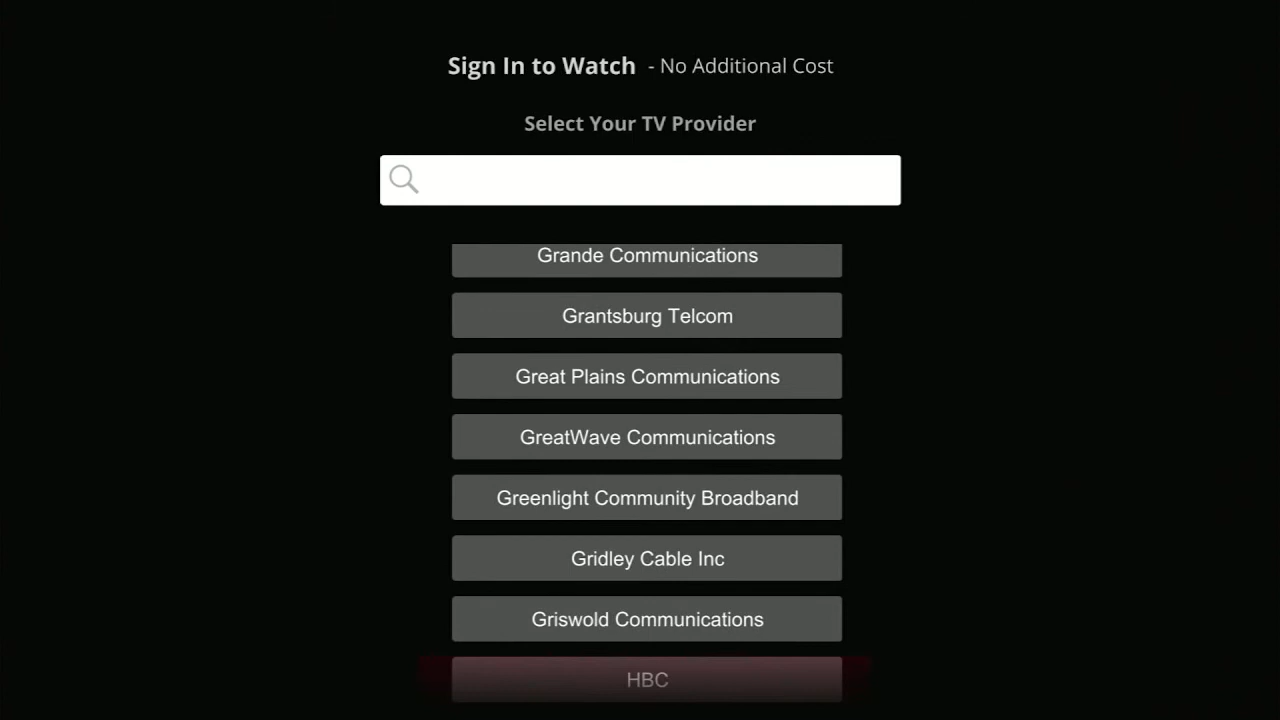 Sign In to Watch - No Additional Cost
Select Your TV Provider
Grande Communications
Grantsburg Telcom
Great Plains Communications
GreatWave Communications
Greenlight Community Broadband
Gridley Cable Inc
Griswold Communications
HBC